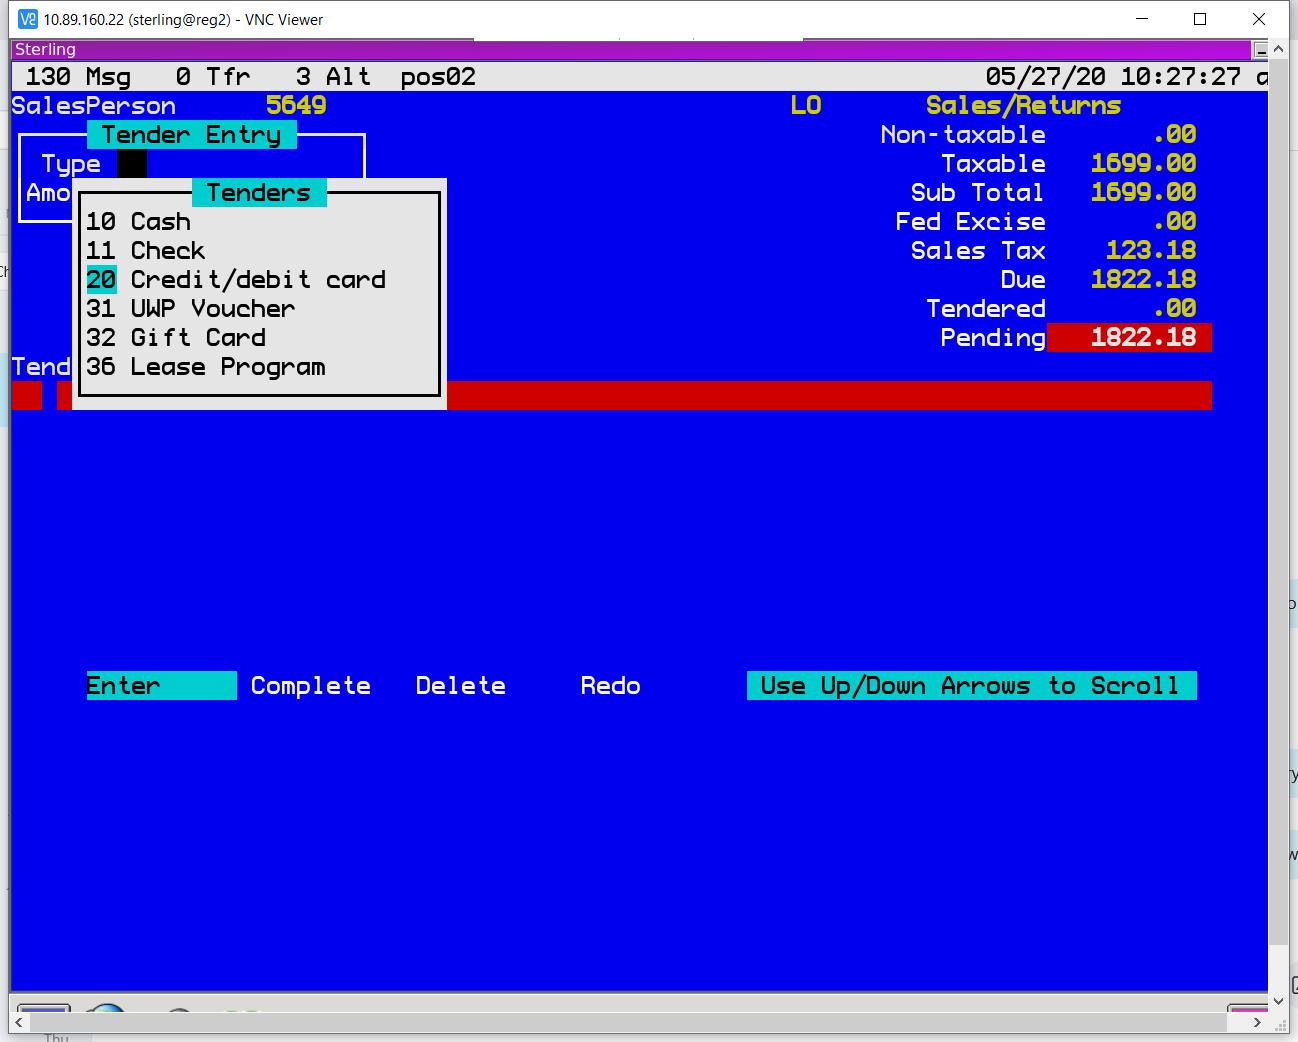 10.89.160.22 (sterling@reg2) - VNC Viewer
Sterling
130 Msg 0 Tfr 3 Alt pos02 05/27/20 10:27:27 a
SalesPerson 5649 LO Sales/Returns
Tender Entry
Type
Amo
Tenders
10 Cash
11 Check
20 Credit/debit card
31 UWP Voucher
32 Gift Card
36 Lease Program
Non-taxable .00
Taxable 1699.00
Sub Total 1699.00
Fed Excise .00
Sales Tax 123.18
Due 1822.18
Tendered .00
Pending 1822.18
Tend
Enter Complete Delete Redo Use Up/Down Arrows to Scroll
Thu